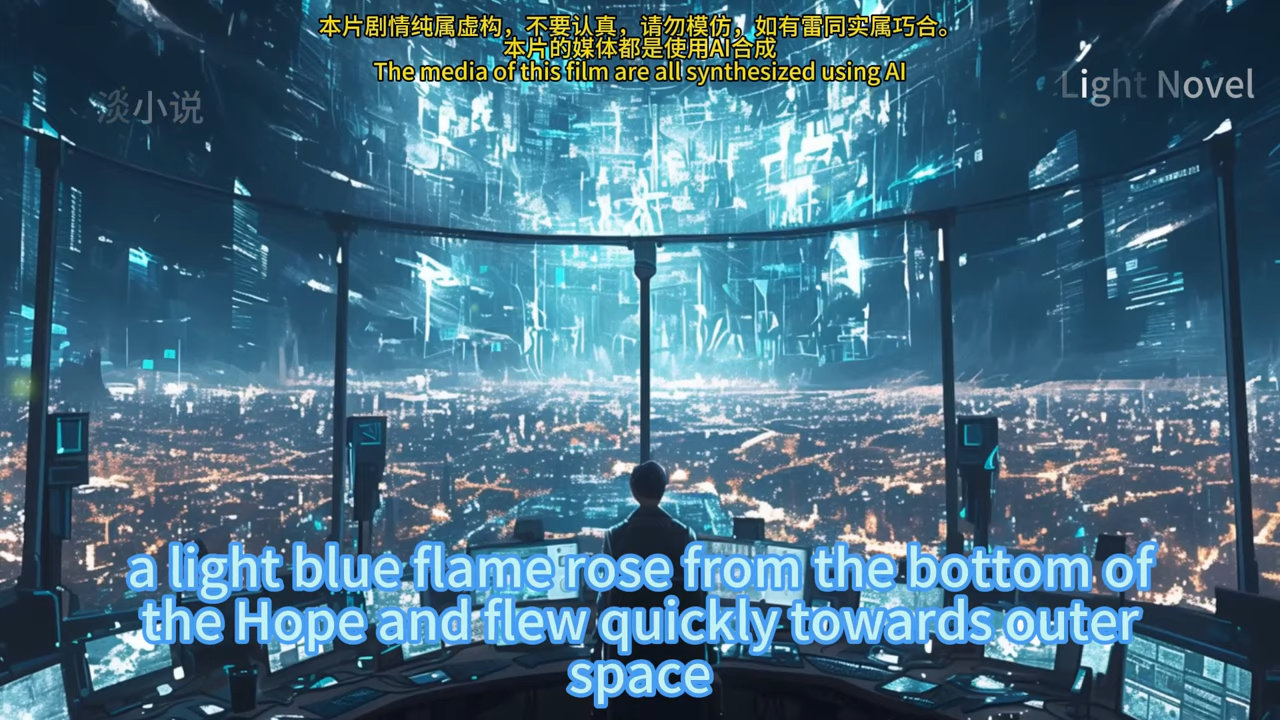 本片剧情纯属虚构，不要认真，请勿模仿，如有雷同实属巧合。
本片的媒体都是使用AI合成
The media of this film are all synthesized using AI
Light Novel
淡小说
a light blue flame rose from the bottom of
the Hope and flew quickly towards outer
space